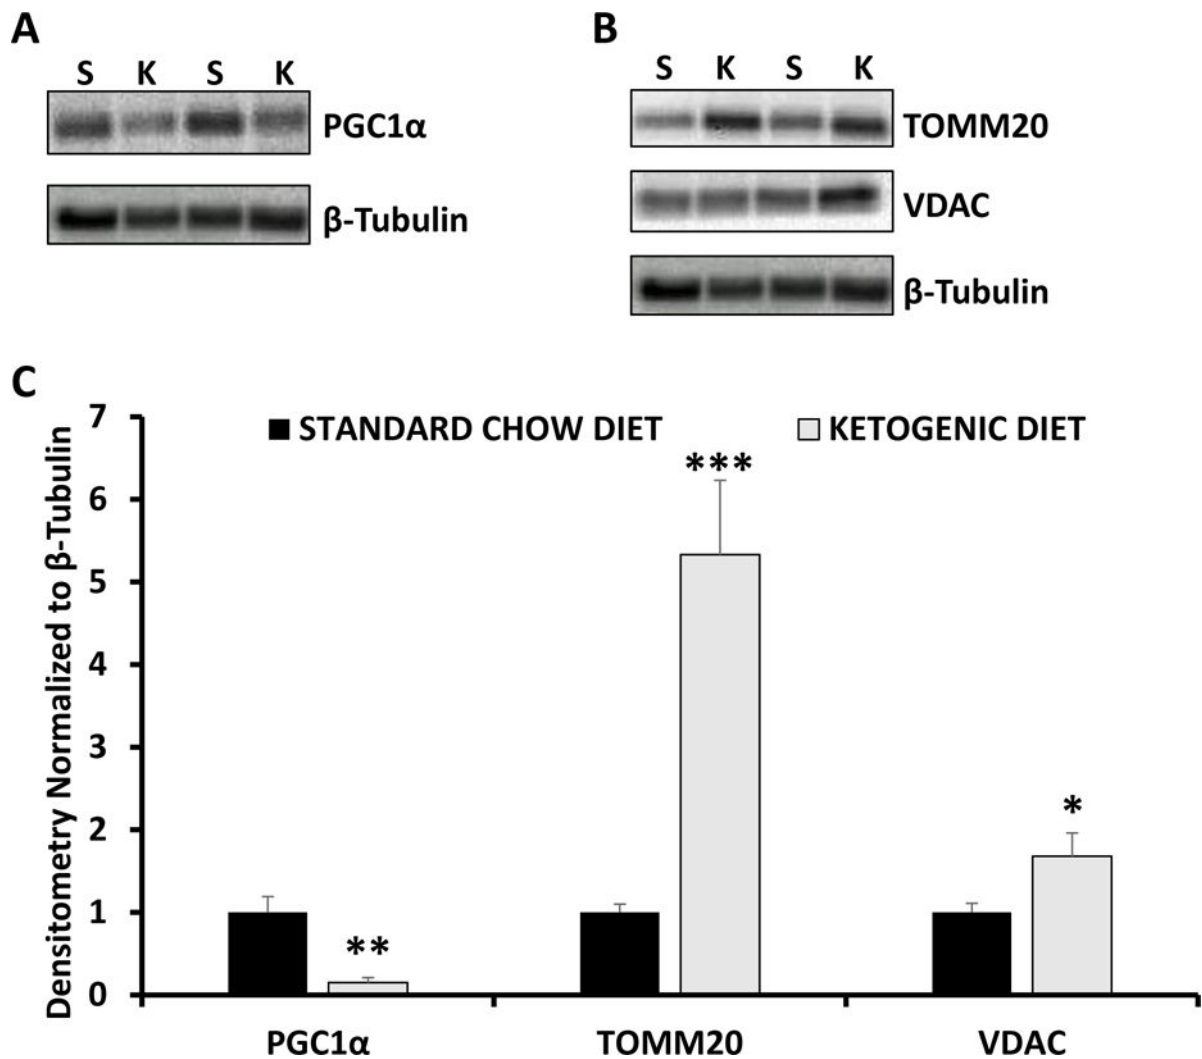 A
S K S K
PGC1α
β-Tubulin
B
S K S K
TOMM20
VDAC
β-Tubulin
C
Densitometry Normalized to β-Tubulin
7
6
5
4
3
2
1
0
STANDARD CHOW DIET KETOGENIC DIET
**
***
*
PGC1α TOMM20 VDAC